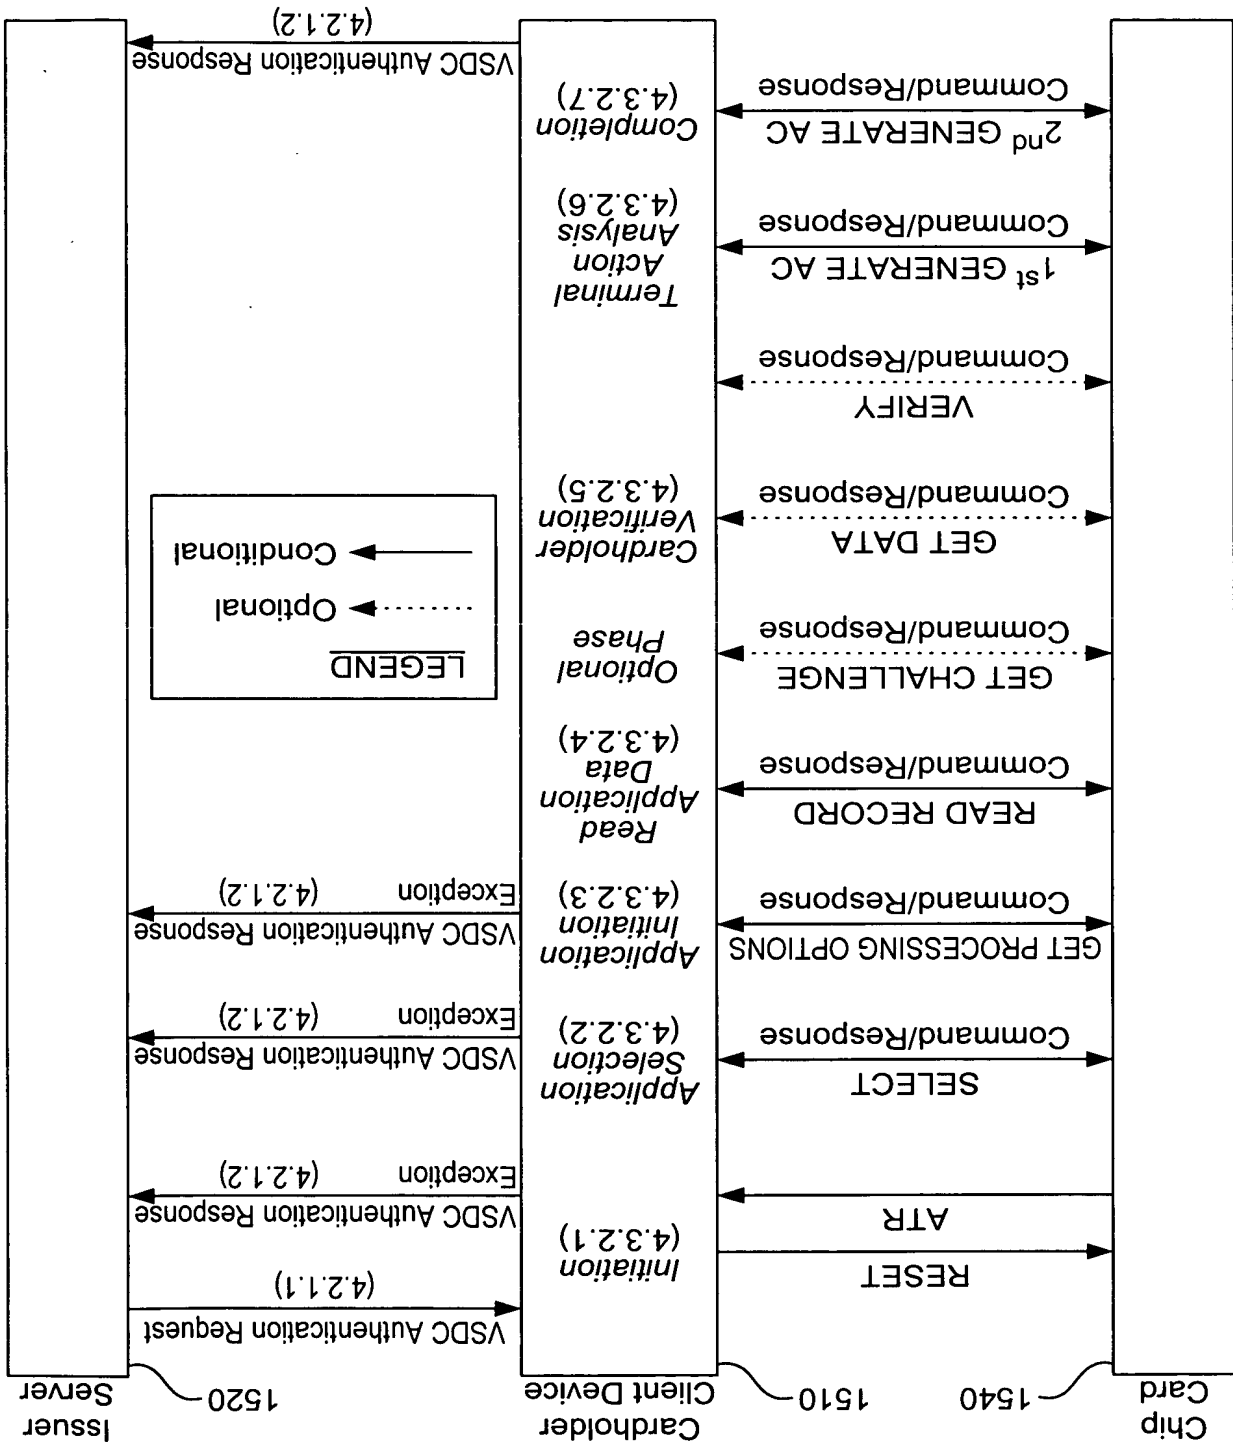 Chip
Card
1540
1510
Cardholder
Client Device
1520
Issuer
Server
VSDC Authentication Request
(4.2.1.1)
RESET
Initiation
(4.3.2.1)
ATR
VSDC Authentication Response
Exception (4.2.1.2)
SELECT
Command/Response
Application
Selection
(4.3.2.2)
VSDC Authentication Response
Exception (4.2.1.2)
GET PROCESSING OPTIONS
Command/Response
Application
Initiation
(4.3.2.3)
VSDC Authentication Response
Exception (4.2.1.2)
READ RECORD
Command/Response
Read
Application
Data
(4.3.2.4)
GET CHALLENGE
Command/Response
Optional
Phase
LEGEND
Optional
Conditional
GET DATA
Command/Response
Cardholder
Verification
(4.3.2.5)
VERIFY
Command/Response
1st GENERATE AC
Command/Response
Terminal
Action
Analysis
(4.3.2.6)
2nd GENERATE AC
Command/Response
Completion
(4.3.2.7)
VSDC Authentication Response
(4.2.1.2)